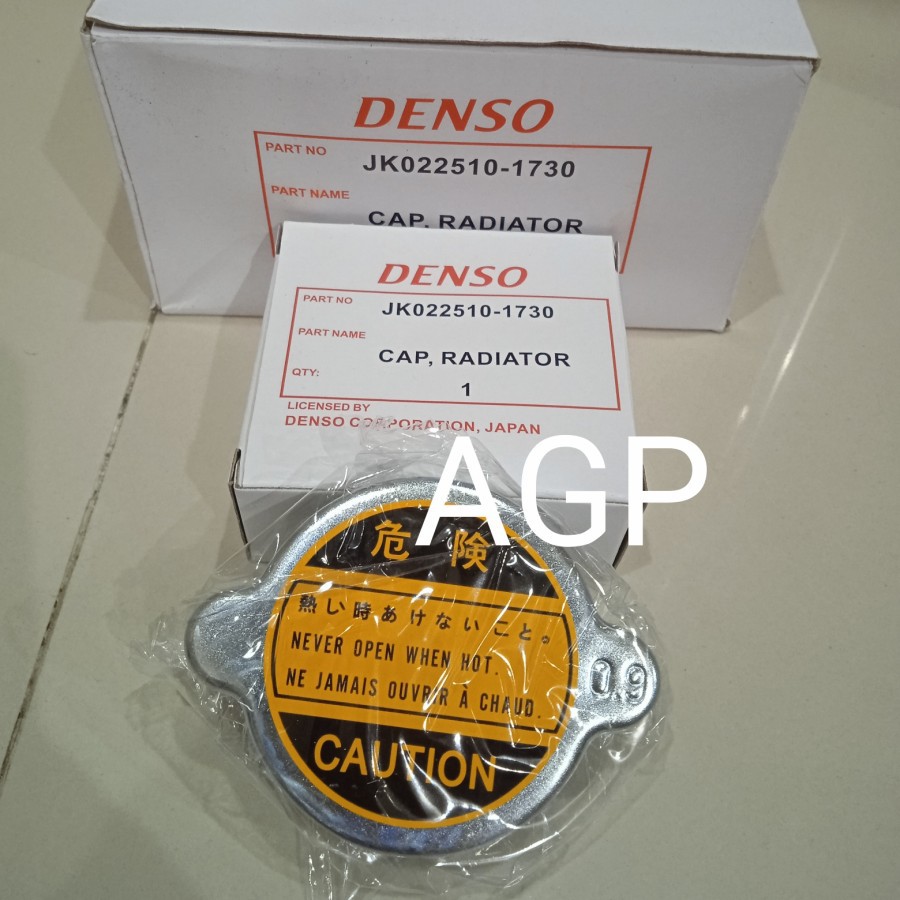 DENSO
PART NO
JK022510-1730
PART NAME
CAP, RADIATOR
DENSO
PART NO
JK022510-1730
PART NAME
CAP, RADIATOR
QTY:
1
LICENSED BY
DENSO CORPORATION, JAPAN
AGP
危 険
熱い時あけないこと。
NEVER OPEN WHEN HOT.
NE JAMAIS OUVRIR À CHAUD.
0.9
CAUTION